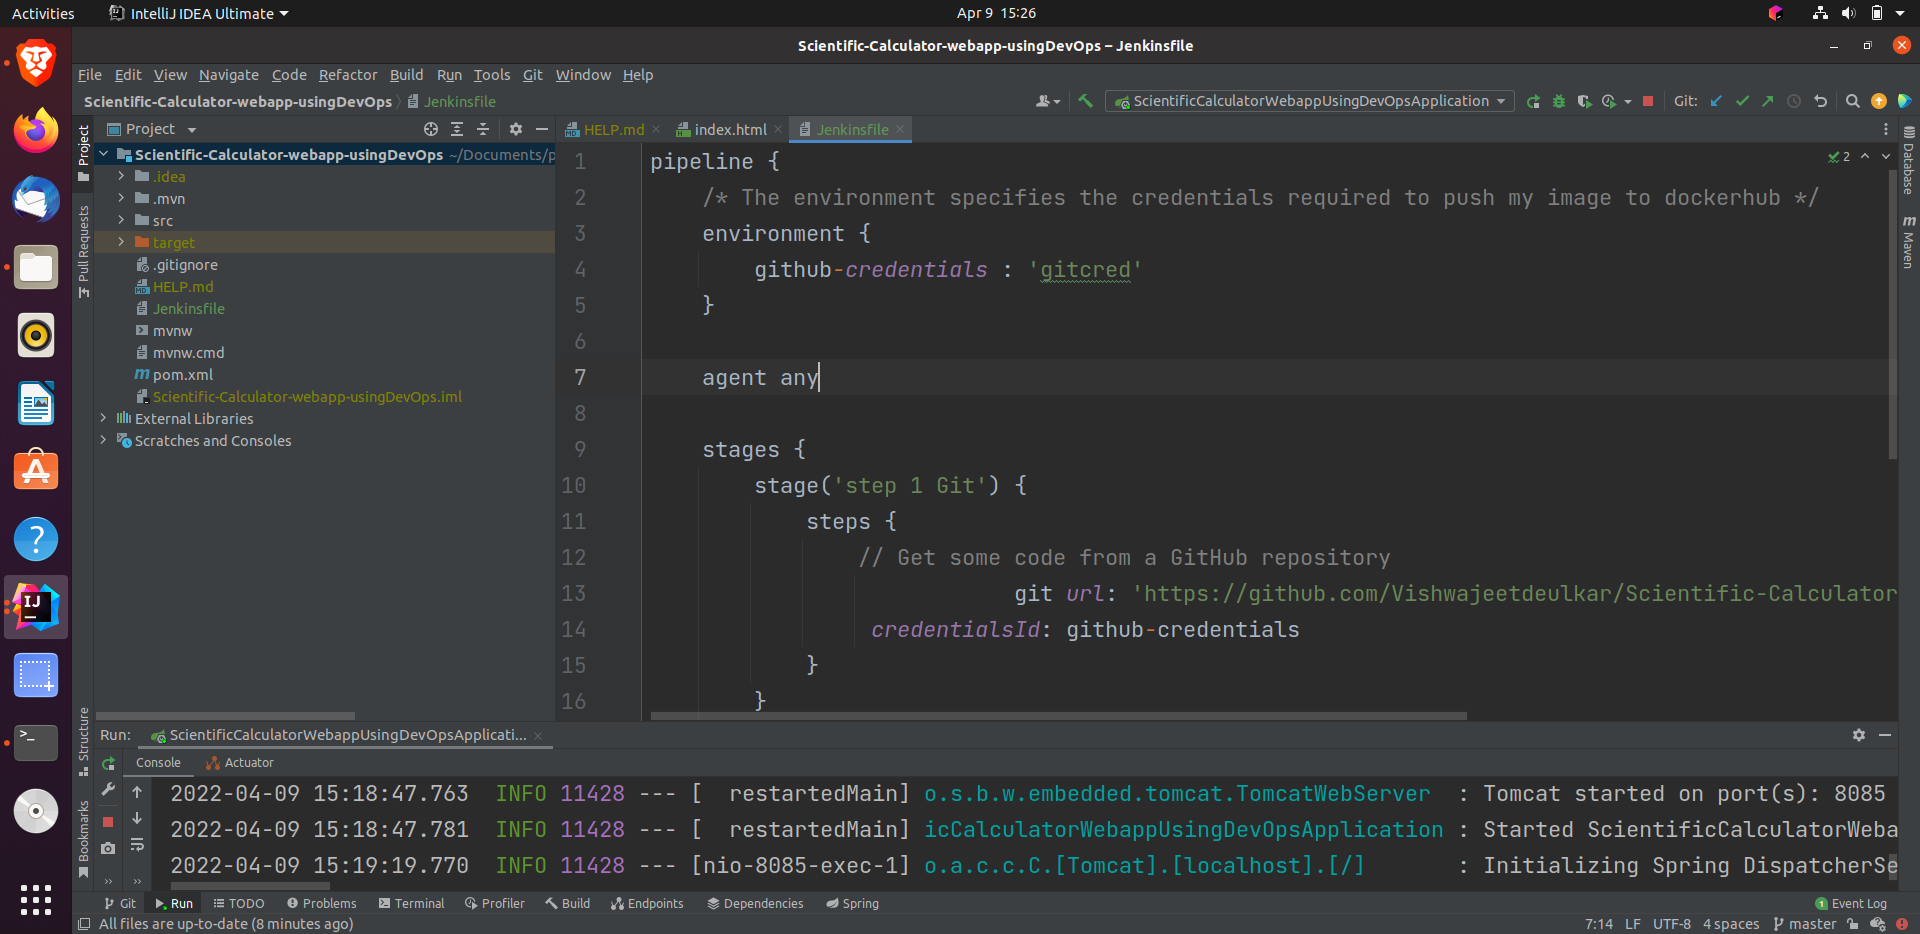 Activities
IntelliJ IDEA Ultimate
Apr 9 15:26
Scientific-Calculator-webapp-usingDevOps – Jenkinsfile
File Edit View Navigate Code Refactor Build Run Tools Git Window Help
Scientific-Calculator-webapp-usingDevOps
Jenkinsfile
ScientificCalculatorWebappUsingDevOpsApplication
Git:
Project
Pull Requests
Structure
Bookmarks
Project
Scientific-Calculator-webapp-usingDevOps ~/Documents/p
.idea
.mvn
src
target
.gitignore
HELP.md
Jenkinsfile
mvnw
mvnw.cmd
pom.xml
Scientific-Calculator-webapp-usingDevOps.iml
External Libraries
Scratches and Consoles
HELP.md
index.html
Jenkinsfile
2
1 pipeline {
2 /* The environment specifies the credentials required to push my image to dockerhub */
3 environment {
4 github-credentials : 'gitcred'
5 }
6
7 agent any
8
9 stages {
10 stage('step 1 Git') {
11 steps {
12 // Get some code from a GitHub repository
13 git url: 'https://github.com/Vishwajeetdeulkar/Scientific-Calculator
14 credentialsId: github-credentials
15 }
16 }
Database
Maven
Run: ScientificCalculatorWebappUsingDevOpsApplicati...
Console
Actuator
2022-04-09 15:18:47.763 INFO 11428 --- [ restartedMain] o.s.b.w.embedded.tomcat.TomcatWebServer : Tomcat started on port(s): 8085
2022-04-09 15:18:47.781 INFO 11428 --- [ restartedMain] icCalculatorWebappUsingDevOpsApplication : Started ScientificCalculatorWeba
2022-04-09 15:19:19.770 INFO 11428 --- [nio-8085-exec-1] o.a.c.c.C.[Tomcat].[localhost].[/] : Initializing Spring DispatcherSe
Git Run TODO Problems Terminal Profiler Build Endpoints Dependencies Spring
1 Event Log
All files are up-to-date (8 minutes ago)
7:14 LF UTF-8 4 spaces master